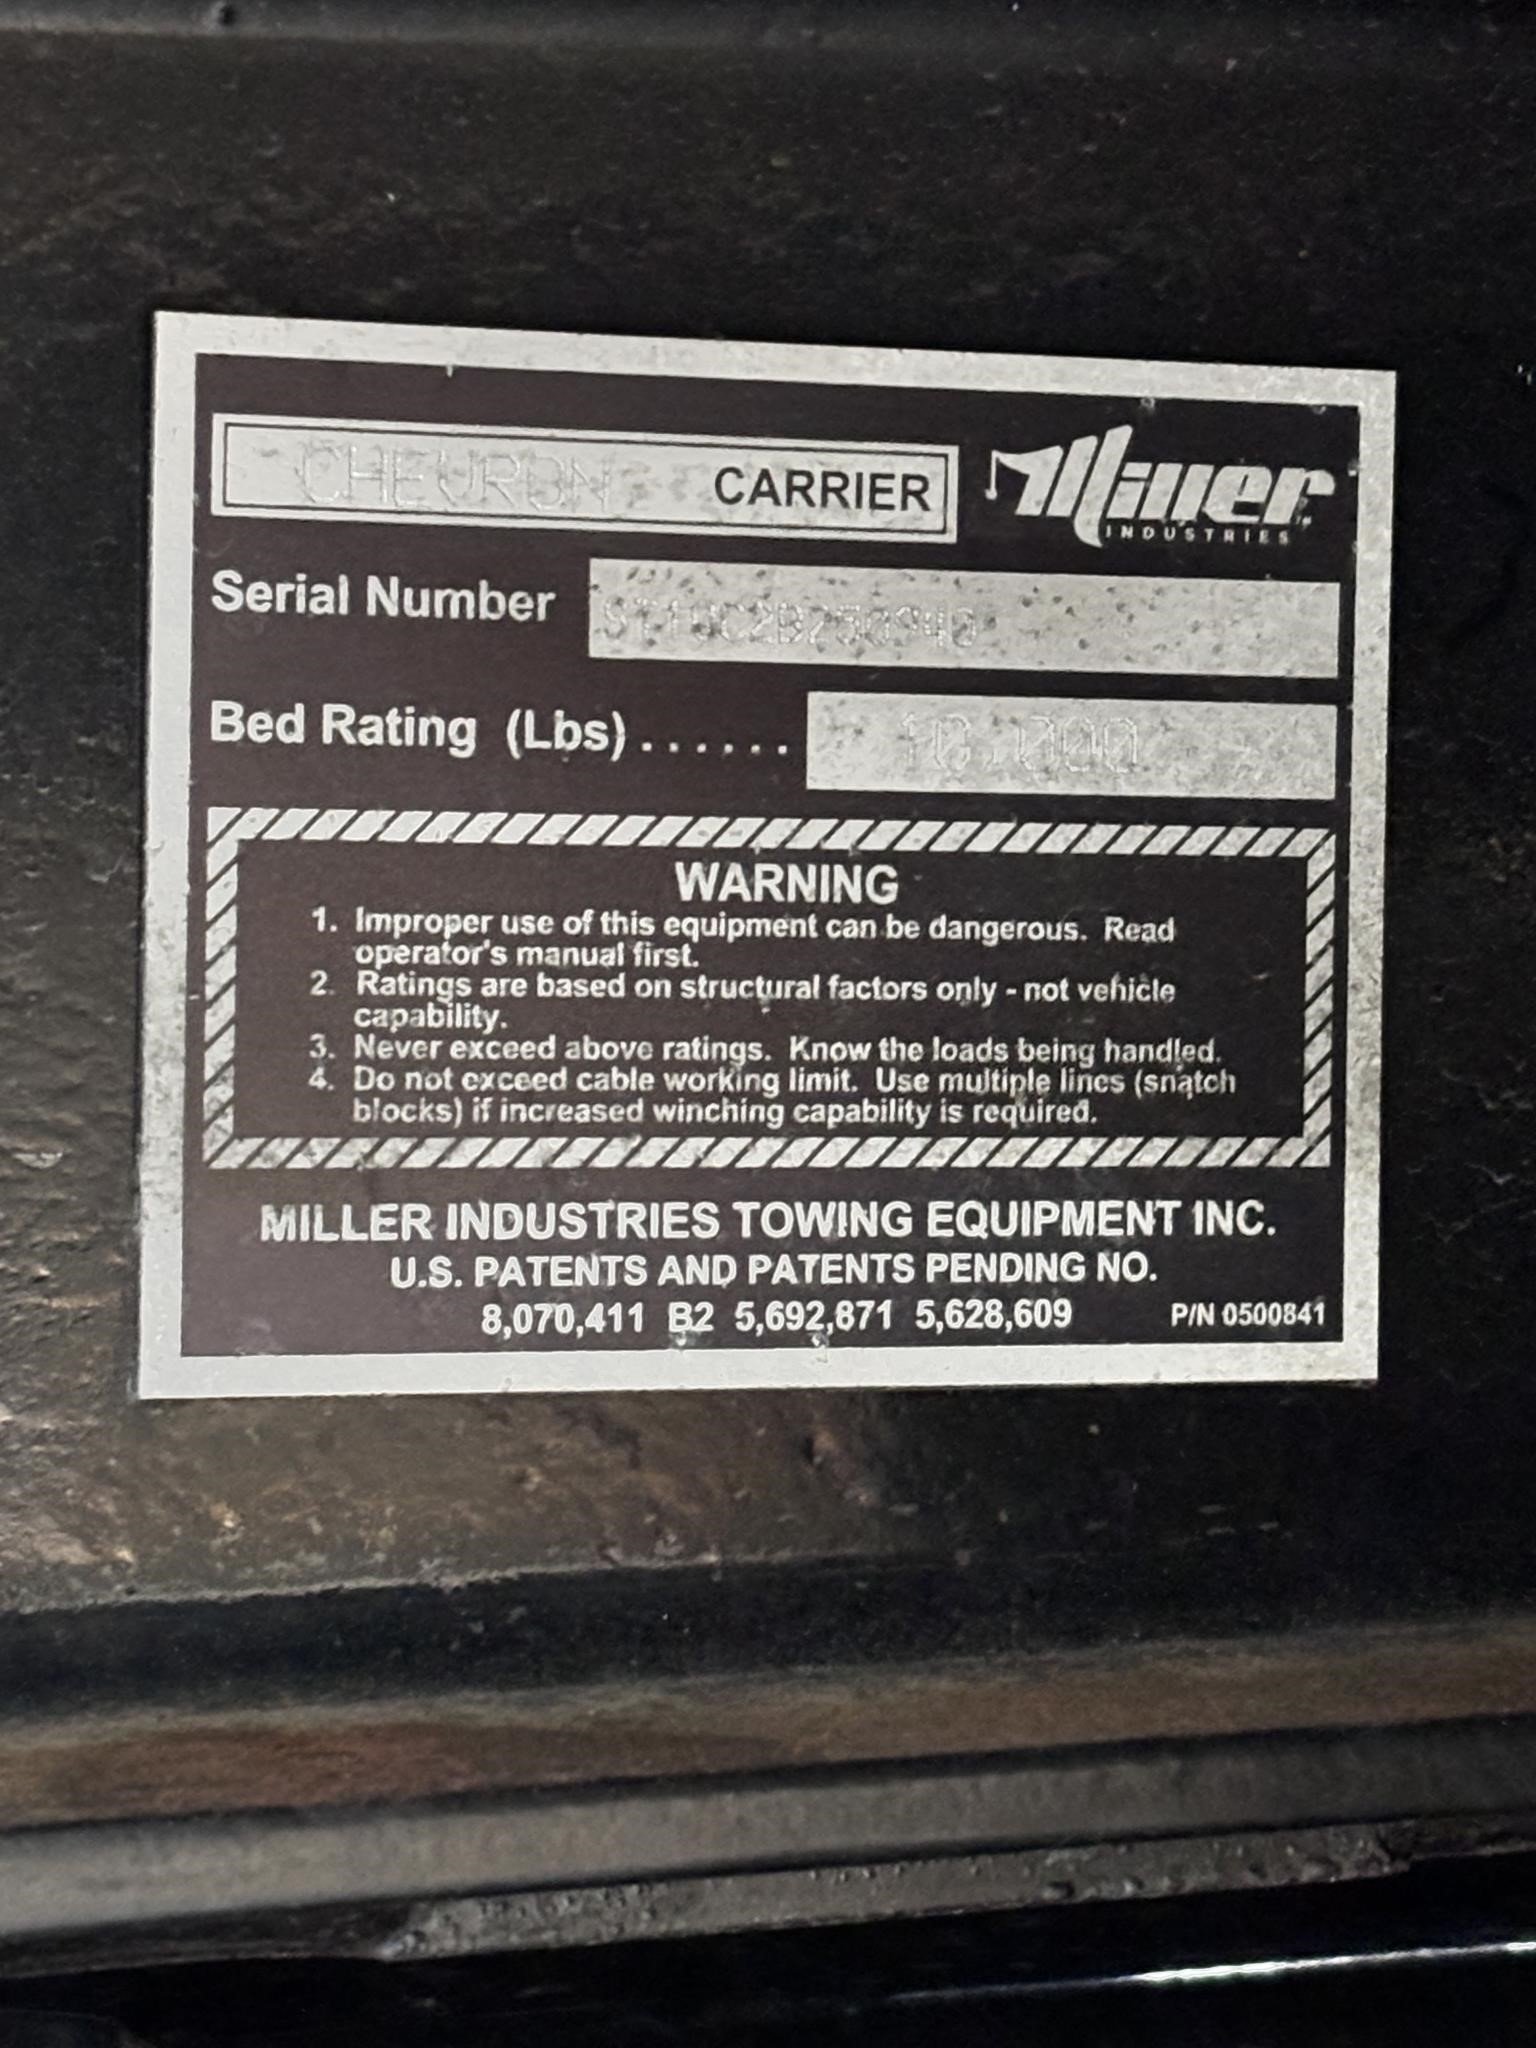 CHEVRON CARRIER Miller
INDUSTRIES
Serial Number
Bed Rating (Lbs) ...... 10,000
WARNING
1. Improper use of this equipment can be dangerous. Read
operator's manual first.
2. Ratings are based on structural factors only - not vehicle
capability.
3. Never exceed above ratings. Know the loads being handled.
4. Do not exceed cable working limit. Use multiple lines (snatch
blocks) if increased winching capability is required.
MILLER INDUSTRIES TOWING EQUIPMENT INC.
U.S. PATENTS AND PATENTS PENDING NO.
8,070,411 B2 5,692,871 5,628,609 P/N 0500841